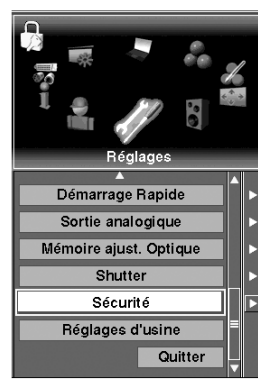 Réglages
Démarrage Rapide
Sortie analogique
Mémoire ajust. Optique
Shutter
Sécurité
Réglages d'usine
Quitter